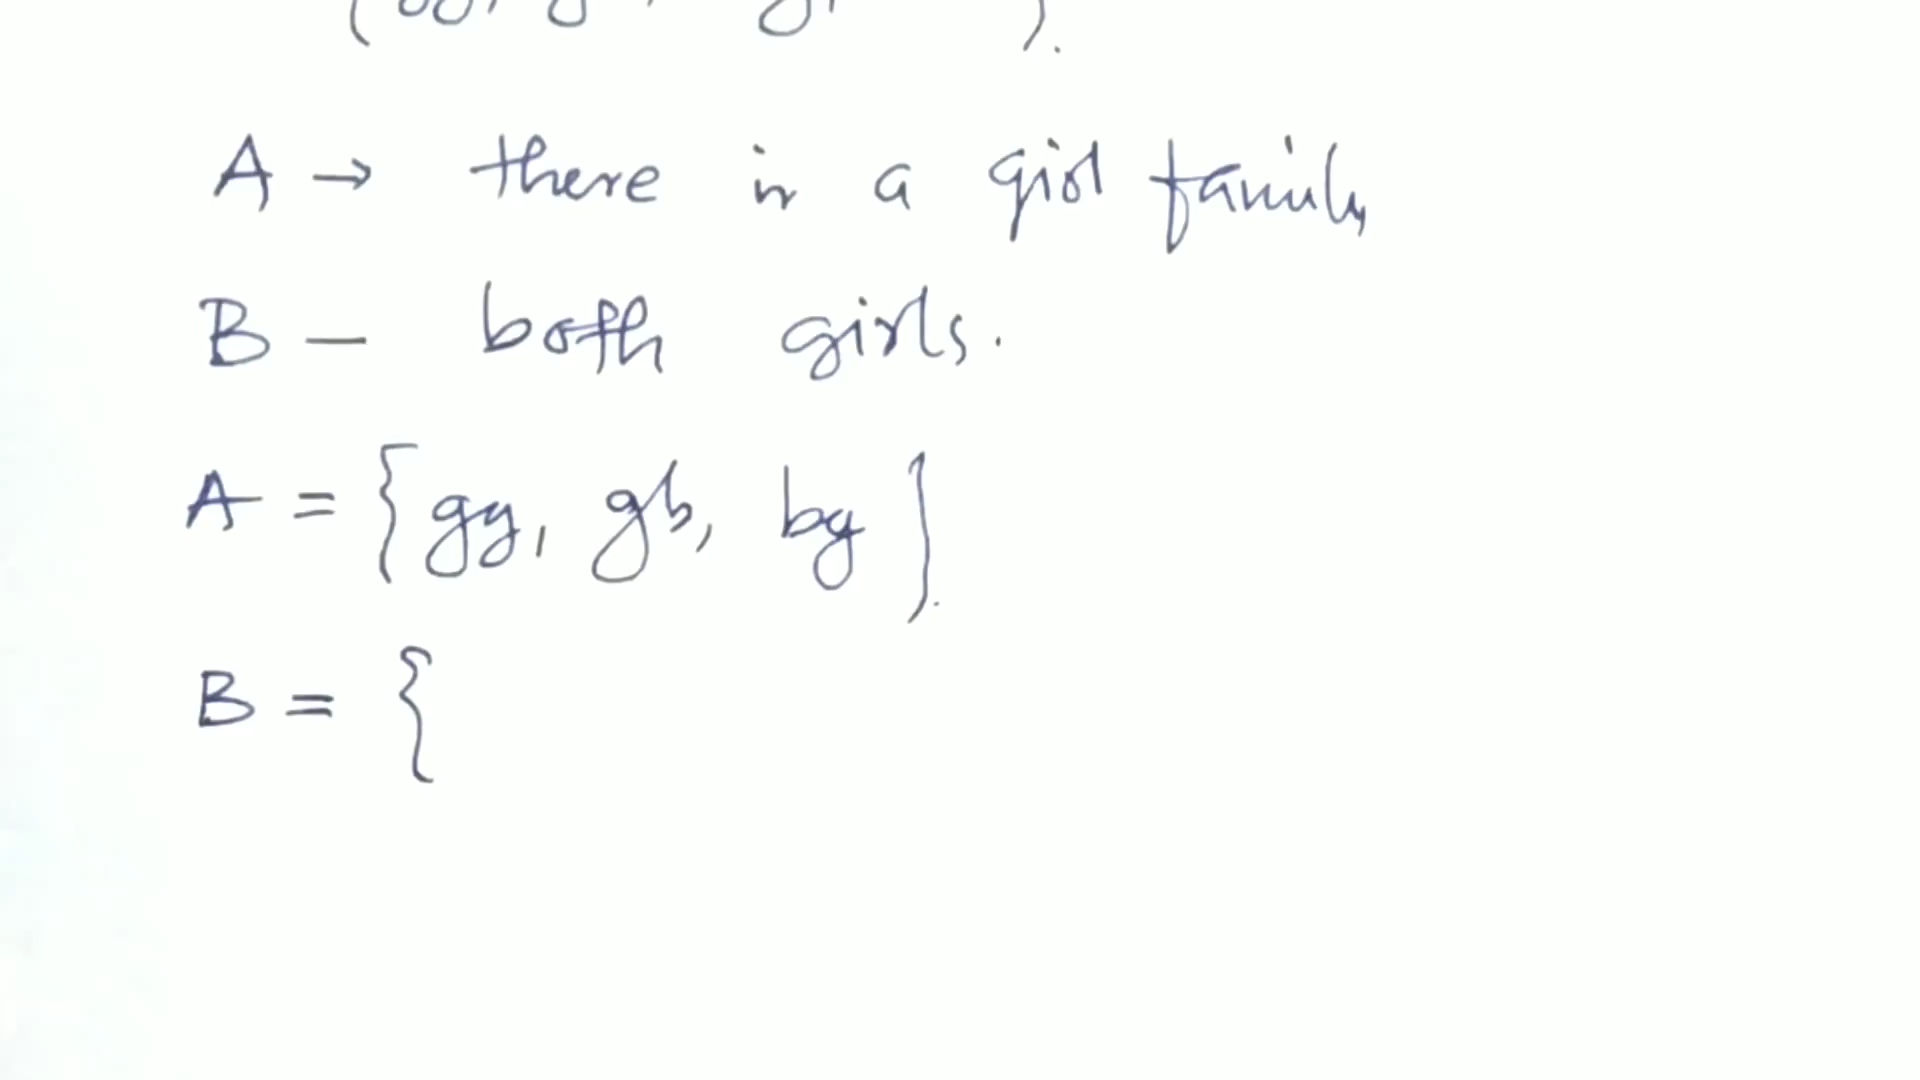 A → there is a girl family
B — both girls.
A = {gg, gb, bg}.
B = {